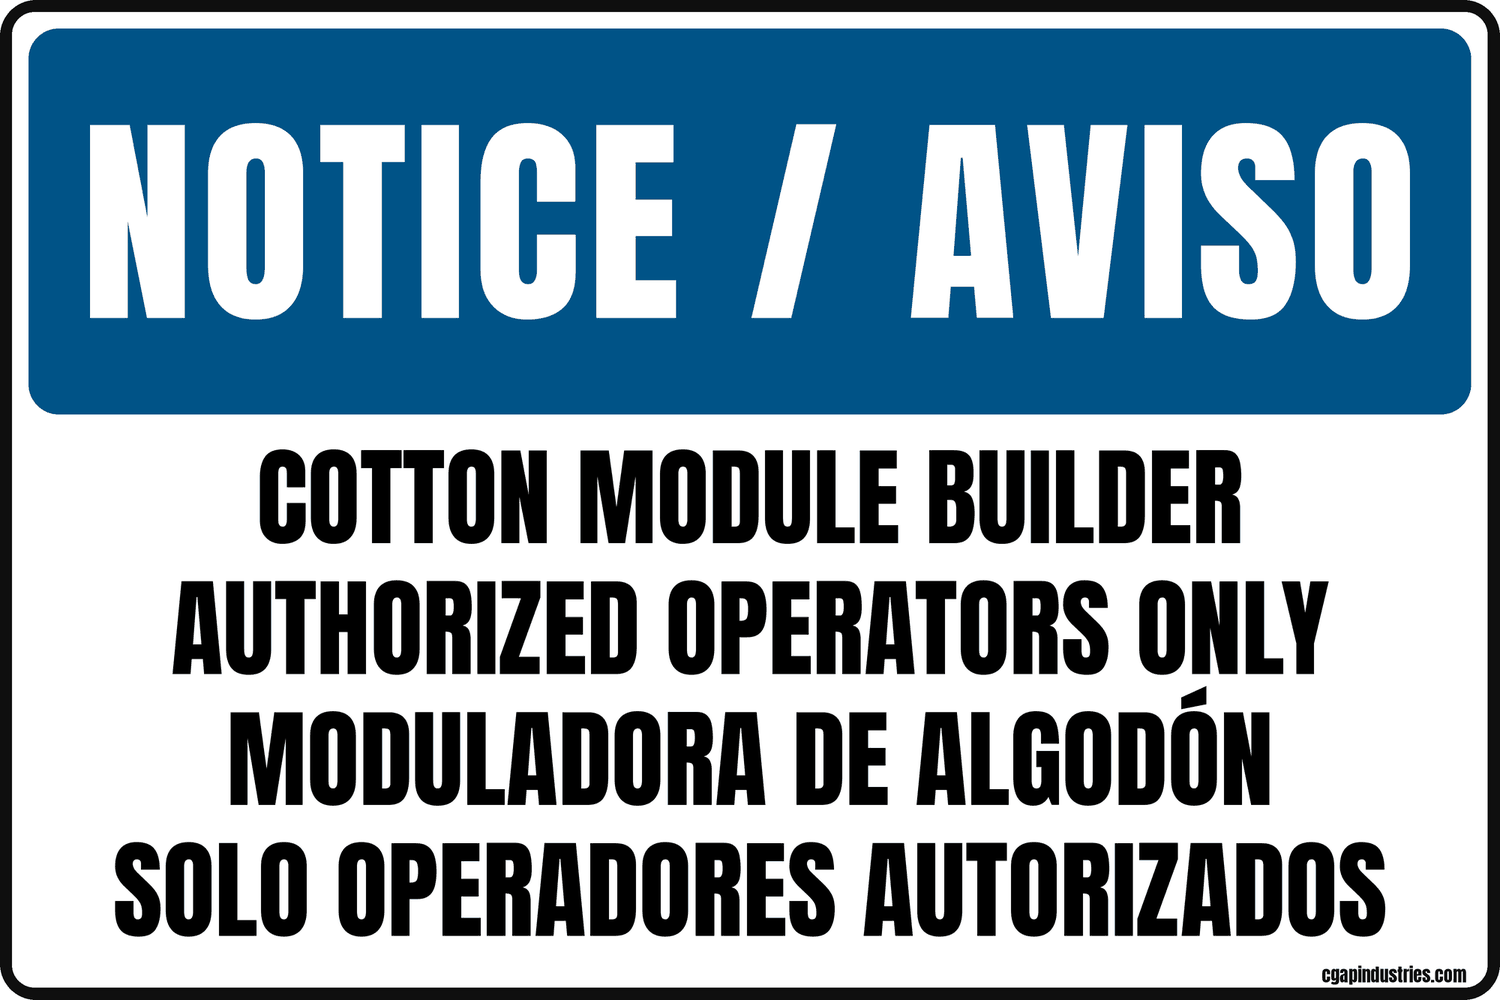 NOTICE / AVISO
COTTON MODULE BUILDER
AUTHORIZED OPERATORS ONLY
MODULADORA DE ALGODÓN
SOLO OPERADORES AUTORIZADOS
cgapindustries.com